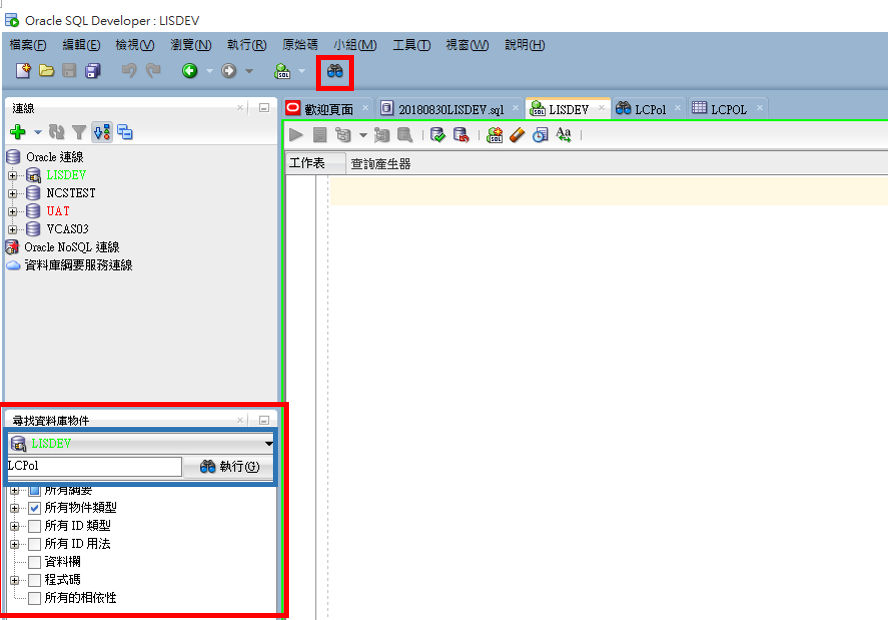 Oracle SQL Developer : LISDEV
檔案(F) 編輯(E) 檢視(V) 瀏覽(N) 執行(R) 原始碼 小組(M) 工具(T) 視窗(W) 說明(H)
連線
歡迎頁面 20180830LISDEV.sql LISDEV LCPol LCPOL
Oracle 連線
工作表 查詢產生器
LISDEV
NCSTEST
UAT
VCAS03
Oracle NoSQL 連線
資料庫綱要服務連線
尋找資料庫物件
LISDEV
LCPol 執行(G)
所有綱要
所有物件類型
所有 ID 類型
所有 ID 用法
資料欄
程式碼
所有的相依性